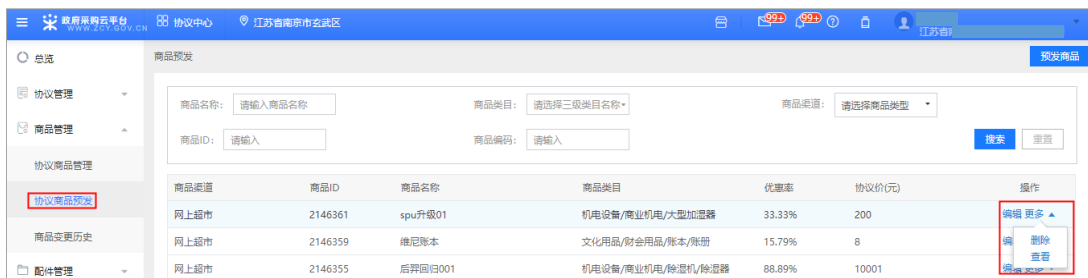 政府采购云平台 协议中心 江苏省南京市玄武区 99+ 99+
WWW.ZCY.GOV.CN 江苏省
总览 商品预发 预发商品
协议管理
商品名称： 请输入商品名称 商品类目： 请选择三级类目名称 商品渠道： 请选择商品类型
商品管理
商品ID： 请输入 商品编码： 请输入 搜索 重置
协议商品管理
商品渠道 商品ID 商品名称 商品类目 优惠率 协议价(元) 操作
协议商品预发
网上超市 2146361 spu升级01 机电设备/商业机电/大型加湿器 33.33% 200 编辑 更多
商品变更历史 网上超市 2146359 维尼账本 文化用品/财会用品/账本/账册 15.79% 8 编 删除
查看
配件管理 网上超市 2146355 后羿回归001 机电设备/商业机电/除湿机/除湿器 88.89% 10001 编辑 更多